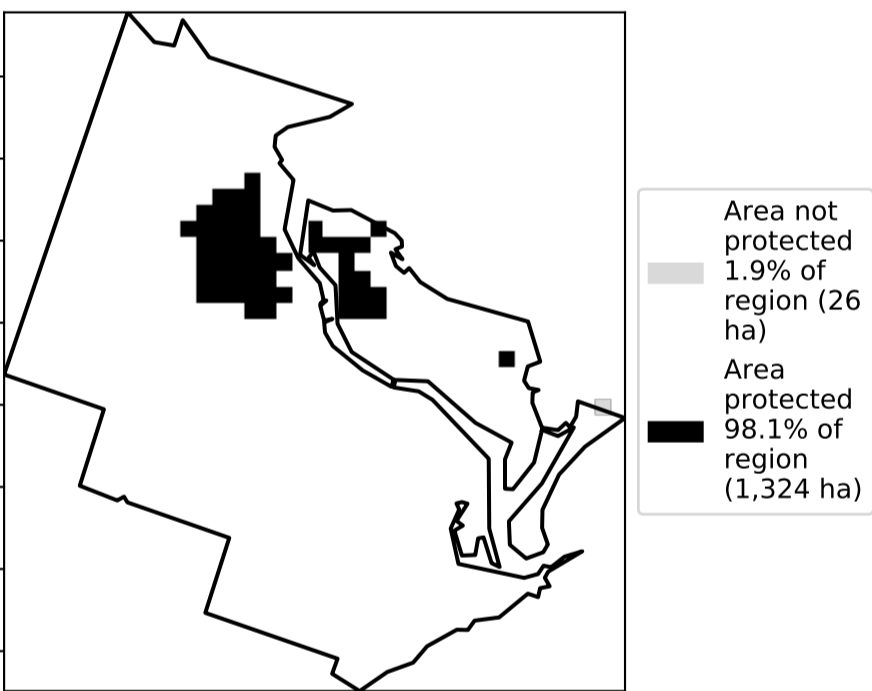 Area not
protected
1.9% of
region (26
ha)
Area
protected
98.1% of
region
(1,324 ha)